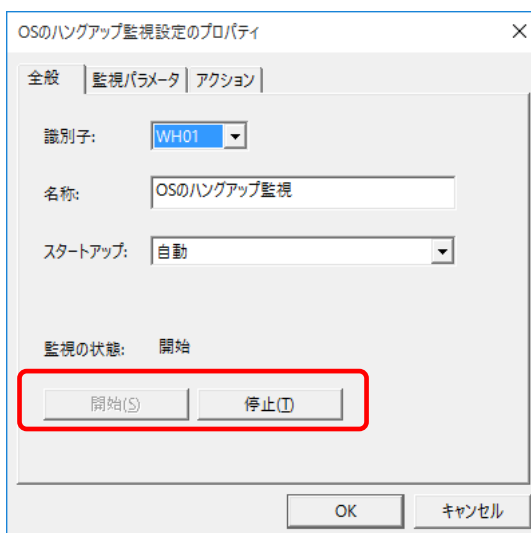 OSのハングアップ監視設定のプロパティ
全般 監視パラメータ アクション
識別子: WH01
名称: OSのハングアップ監視
スタートアップ: 自動
監視の状態: 開始
開始(S) 停止(T)
OK キャンセル